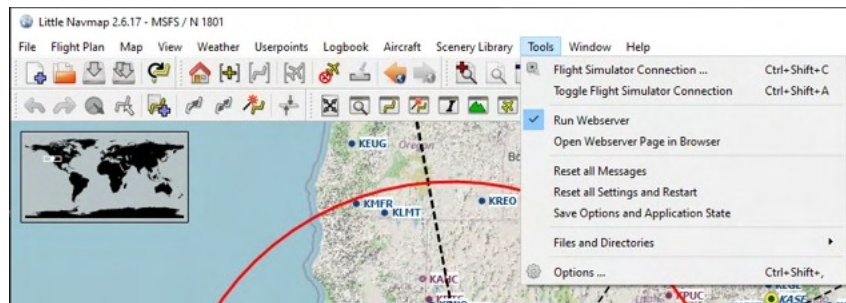 Little Navmap 2.6.17 - MSFS / N 1801
File Flight Plan Map View Weather Userpoints Logbook Aircraft Scenery Library Tools Window Help
Flight Simulator Connection ... Ctrl+Shift+C
Toggle Flight Simulator Connection Ctrl+Shift+A
Run Webserver
Open Webserver Page in Browser
Reset all Messages
Reset all Settings and Restart
Save Options and Application State
Files and Directories
Options ... Ctrl+Shift+,
KEUG Oregon
KMFR
KLMT
KREO
KPUC
KASE